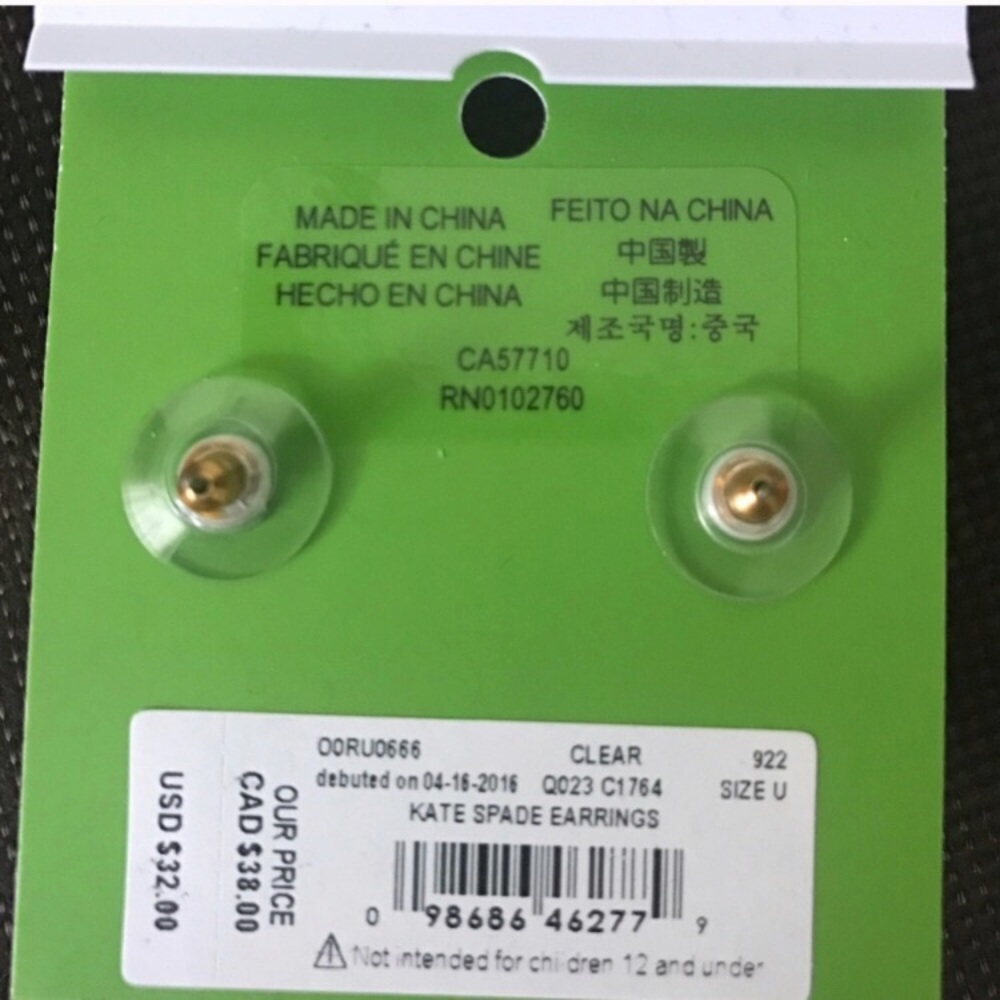 MADE IN CHINA
FABRIQUÉ EN CHINE
HECHO EN CHINA
FEITO NA CHINA
中国製
中国制造
제조국명:중국
CA57710
RN0102760
USD $32.00
OUR PRICE
CAD $38.00
O0RU0666 CLEAR 922
debuted on 04-16-2016 Q023 C1764 SIZE U
KATE SPADE EARRINGS
0 98686 46277 9
⚠Not intended for children 12 and under